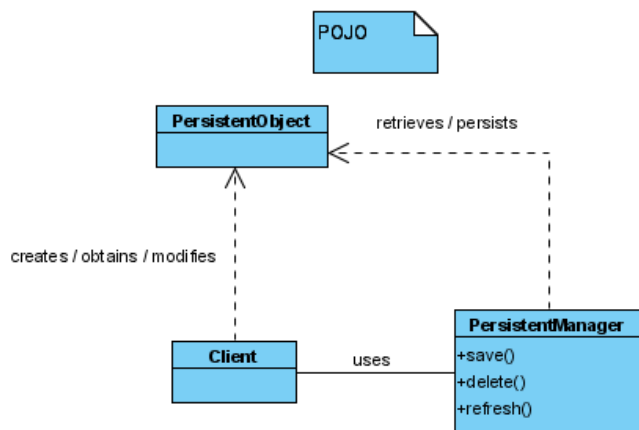 POJO
PersistentObject
retrieves / persists
creates / obtains / modifies
Client
uses
PersistentManager
+save()
+delete()
+refresh()